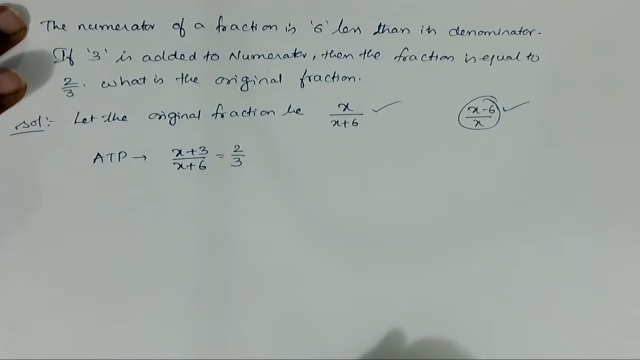 The numerator of a fraction is '6' less than its denominator.
If '3' is added to Numerator, then the fraction is equal to
2/3. What is the original fraction.
Sol:- Let the original fraction be x/(x+6) ✓ (x-6)/x ✓
ATP → (x+3)/(x+6) = 2/3